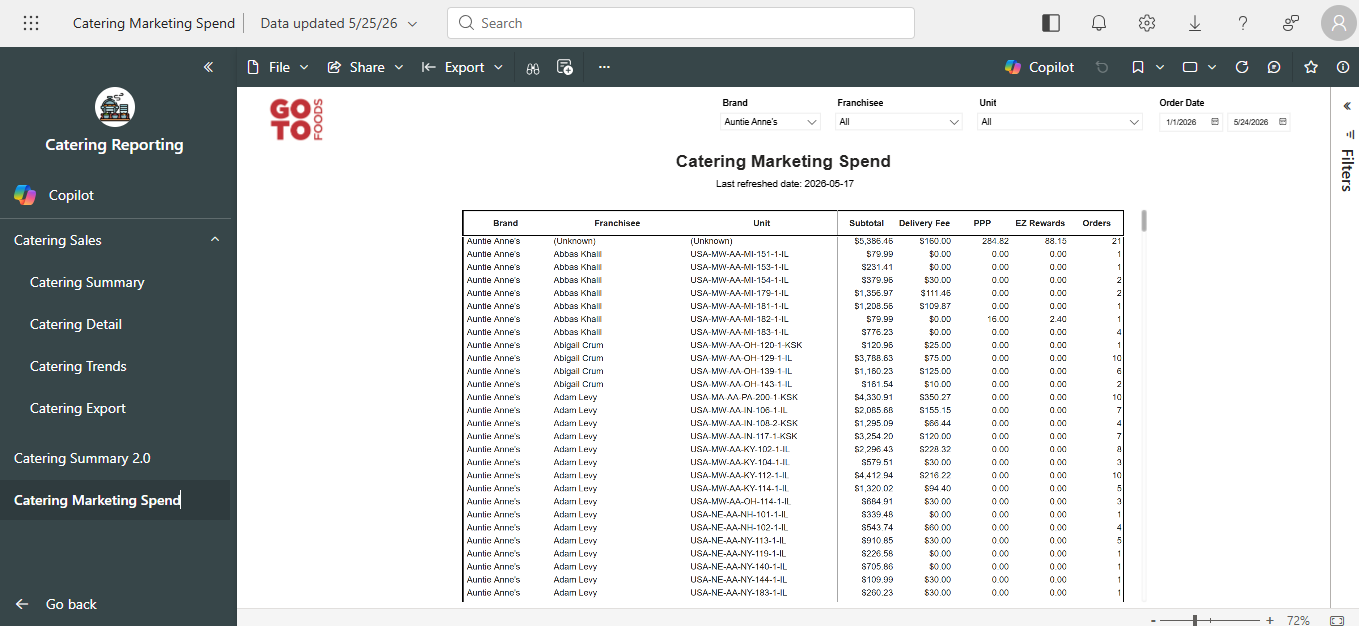 Catering Marketing Spend
Data updated 5/25/26
Search
File
Share
Export
Copilot
Catering Reporting
Copilot
Catering Sales
Catering Summary
Catering Detail
Catering Trends
Catering Export
Catering Summary 2.0
Catering Marketing Spend
Go back
GO TO FOODS
Brand Franchisee Unit Order Date
Auntie Anne's All All 1/1/2026 5/24/2026
Filters
Catering Marketing Spend
Last refreshed date: 2026-05-17
Brand Franchisee Unit Subtotal Delivery Fee PPP EZ Rewards Orders
Auntie Anne's (Unknown) (Unknown) $5,386.46 $160.00 284.82 88.15 21
Auntie Anne's Abbas Khalil USA-MW-AA-MI-151-1-IL $79.99 $0.00 0.00 0.00 1
Auntie Anne's Abbas Khalil USA-MW-AA-MI-153-1-IL $231.41 $0.00 0.00 0.00 1
Auntie Anne's Abbas Khalil USA-MW-AA-MI-154-1-IL $379.96 $30.00 0.00 0.00 2
Auntie Anne's Abbas Khalil USA-MW-AA-MI-179-1-IL $1,356.97 $111.46 0.00 0.00 2
Auntie Anne's Abbas Khalil USA-MW-AA-MI-181-1-IL $1,208.56 $109.87 0.00 0.00 1
Auntie Anne's Abbas Khalil USA-MW-AA-MI-182-1-IL $79.99 $0.00 16.00 2.40 1
Auntie Anne's Abbas Khalil USA-MW-AA-MI-183-1-IL $776.23 $0.00 0.00 0.00 4
Auntie Anne's Abigail Crum USA-MW-AA-OH-120-1-KSK $120.96 $25.00 0.00 0.00 1
Auntie Anne's Abigail Crum USA-MW-AA-OH-129-1-IL $3,788.63 $75.00 0.00 0.00 10
Auntie Anne's Abigail Crum USA-MW-AA-OH-139-1-IL $1,160.23 $125.00 0.00 0.00 6
Auntie Anne's Abigail Crum USA-MW-AA-OH-143-1-IL $161.54 $10.00 0.00 0.00 2
Auntie Anne's Adam Levy USA-MA-AA-PA-200-1-KSK $4,330.91 $350.27 0.00 0.00 10
Auntie Anne's Adam Levy USA-MW-AA-IN-106-1-IL $2,085.68 $155.15 0.00 0.00 7
Auntie Anne's Adam Levy USA-MW-AA-IN-108-2-KSK $1,295.09 $66.44 0.00 0.00 4
Auntie Anne's Adam Levy USA-MW-AA-IN-117-1-KSK $3,254.20 $120.00 0.00 0.00 7
Auntie Anne's Adam Levy USA-MW-AA-KY-102-1-IL $2,296.43 $228.32 0.00 0.00 8
Auntie Anne's Adam Levy USA-MW-AA-KY-104-1-IL $579.51 $30.00 0.00 0.00 3
Auntie Anne's Adam Levy USA-MW-AA-KY-112-1-IL $4,412.94 $216.22 0.00 0.00 10
Auntie Anne's Adam Levy USA-MW-AA-KY-114-1-IL $1,320.02 $94.40 0.00 0.00 5
Auntie Anne's Adam Levy USA-MW-AA-OH-114-1-IL $684.91 $30.00 0.00 0.00 3
Auntie Anne's Adam Levy USA-NE-AA-NH-101-1-IL $339.48 $0.00 0.00 0.00 1
Auntie Anne's Adam Levy USA-NE-AA-NH-102-1-IL $543.74 $60.00 0.00 0.00 4
Auntie Anne's Adam Levy USA-NE-AA-NY-113-1-IL $910.85 $30.00 0.00 0.00 5
Auntie Anne's Adam Levy USA-NE-AA-NY-119-1-IL $226.58 $0.00 0.00 0.00 1
Auntie Anne's Adam Levy USA-NE-AA-NY-140-1-IL $705.86 $0.00 0.00 0.00 1
Auntie Anne's Adam Levy USA-NE-AA-NY-144-1-IL $109.99 $30.00 0.00 0.00 1
Auntie Anne's Adam Levy USA-NE-AA-NY-183-1-IL $260.23 $30.00 0.00 0.00 1
72%